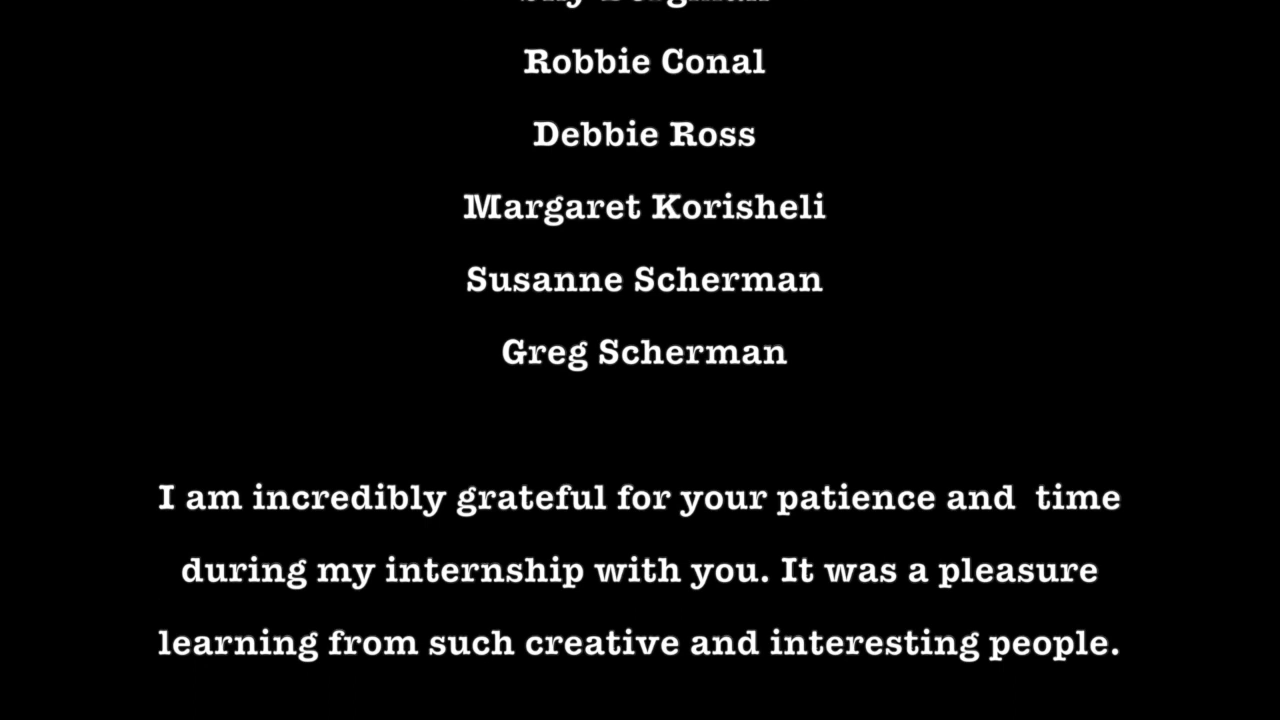 Robbie Conal
Debbie Ross
Margaret Korisheli
Susanne Scherman
Greg Scherman
I am incredibly grateful for your patience and  time
during my internship with you. It was a pleasure
learning from such creative and interesting people.